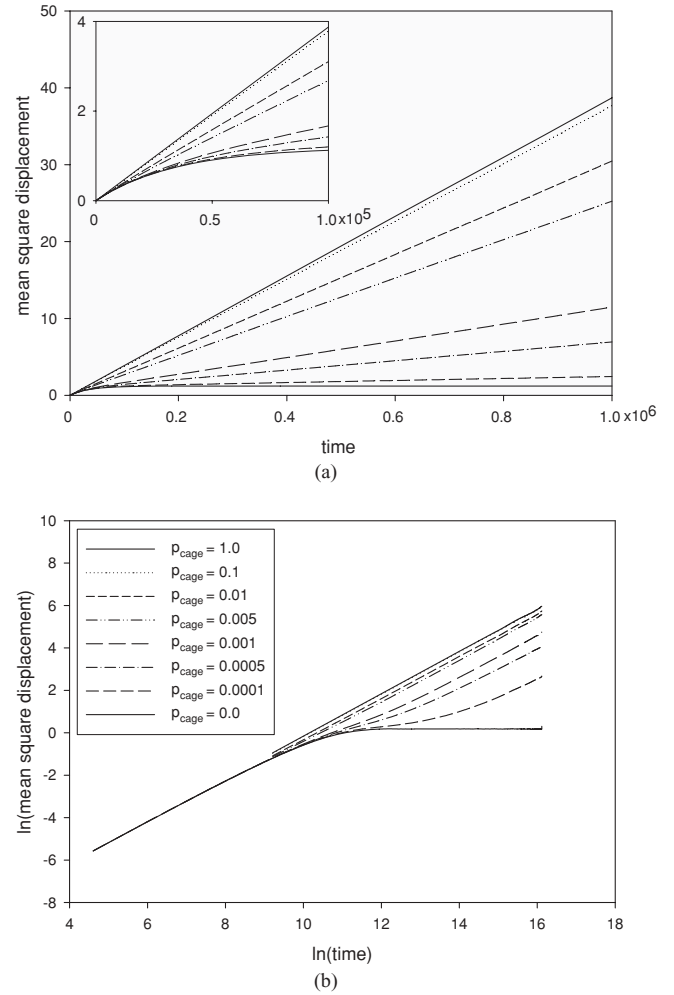 50
40
30
20
10
0
mean square displacement
4
2
0
0
0.5
1.0x10^5
0
0.2
0.4
0.6
0.8
1.0x10^6
time
(a)
10
8
6
4
2
0
-2
-4
-6
-8
ln(mean square displacement)
p_cage = 1.0
p_cage = 0.1
p_cage = 0.01
p_cage = 0.005
p_cage = 0.001
p_cage = 0.0005
p_cage = 0.0001
p_cage = 0.0
4
6
8
10
12
14
16
18
ln(time)
(b)